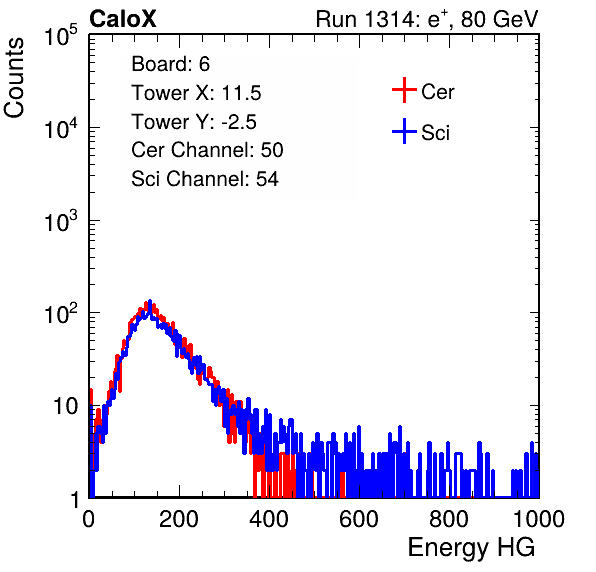 CaloX Run 1314: e⁺, 80 GeV
Counts
Board: 6
Tower X: 11.5
Tower Y: -2.5
Cer Channel: 50
Sci Channel: 54
Cer
Sci
10⁵
10⁴
10³
10²
10
1
0 200 400 600 800 1000
Energy HG